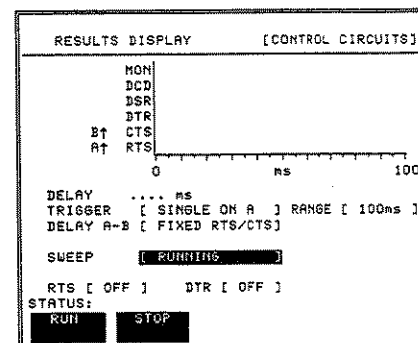 RESULTS DISPLAY [CONTROL CIRCUITS]
MON
DCD
DSR
DTR
B↑ CTS
A↑ RTS
0 ms 100
DELAY .... ms
TRIGGER [ SINGLE ON A ] RANGE [ 100ms ]
DELAY A-B [ FIXED RTS/CTS]
SWEEP [ RUNNING ]
RTS [ OFF ] DTR [ OFF ]
STATUS:
RUN STOP